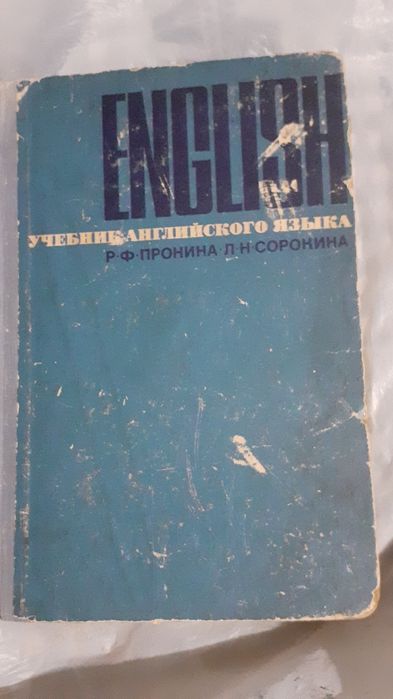 ENGLISH
УЧЕБНИК АНГЛИЙСКОГО ЯЗЫКА
Р·Ф·ПРОНИНА·Л·Н·СОРОКИНА